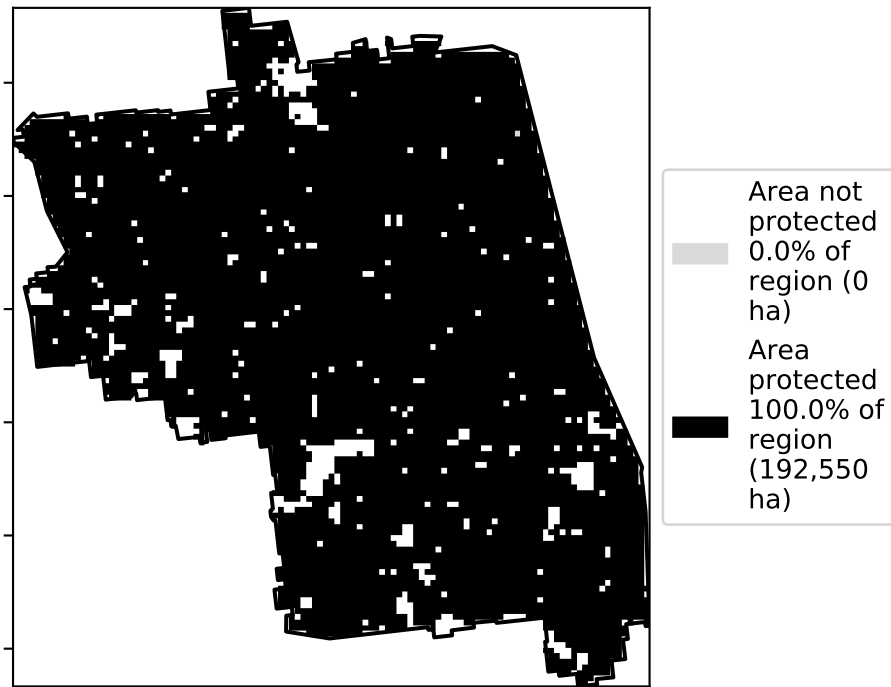 Area not
protected
0.0% of
region (0
ha)
Area
protected
100.0% of
region
(192,550
ha)